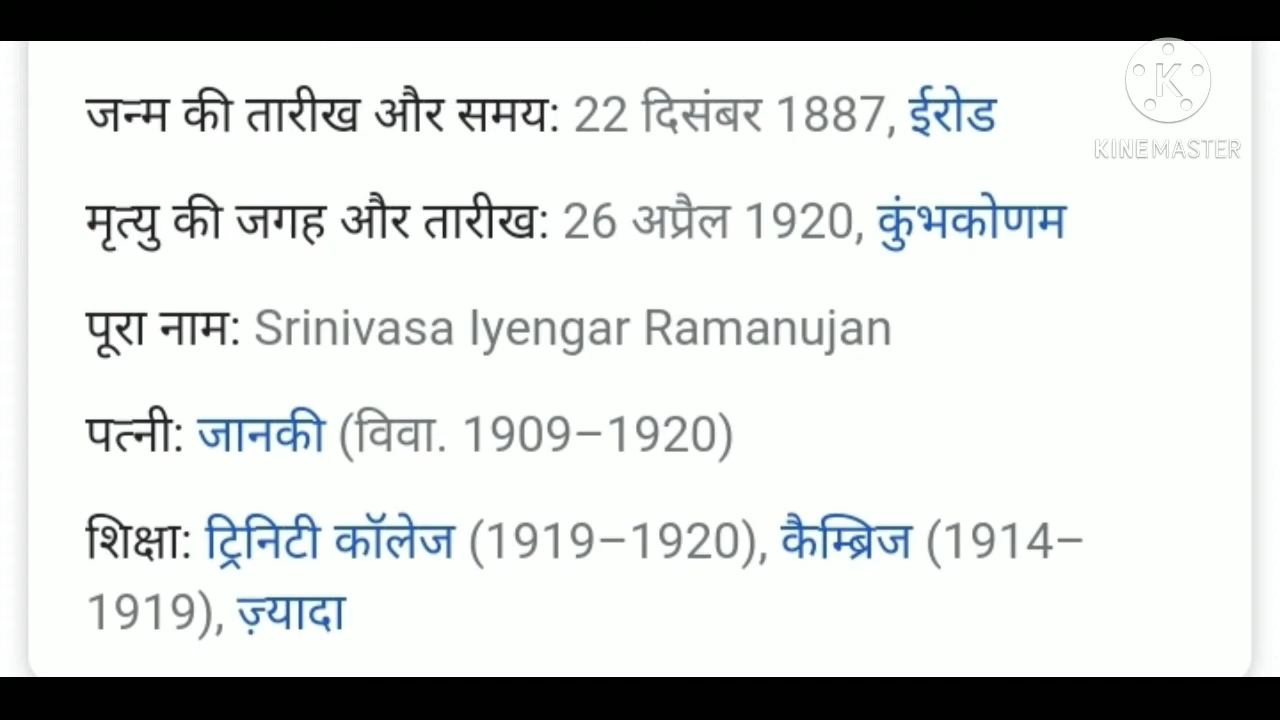 जन्म की तारीख और समय: 22 दिसंबर 1887, ईरोड
KINEMASTER
मृत्यु की जगह और तारीख: 26 अप्रैल 1920, कुंभकोणम
पूरा नाम: Srinivasa Iyengar Ramanujan
पत्नी: जानकी (विवा. 1909–1920)
शिक्षा: ट्रिनिटी कॉलेज (1919–1920), कैम्ब्रिज (1914–
1919), ज़्यादा